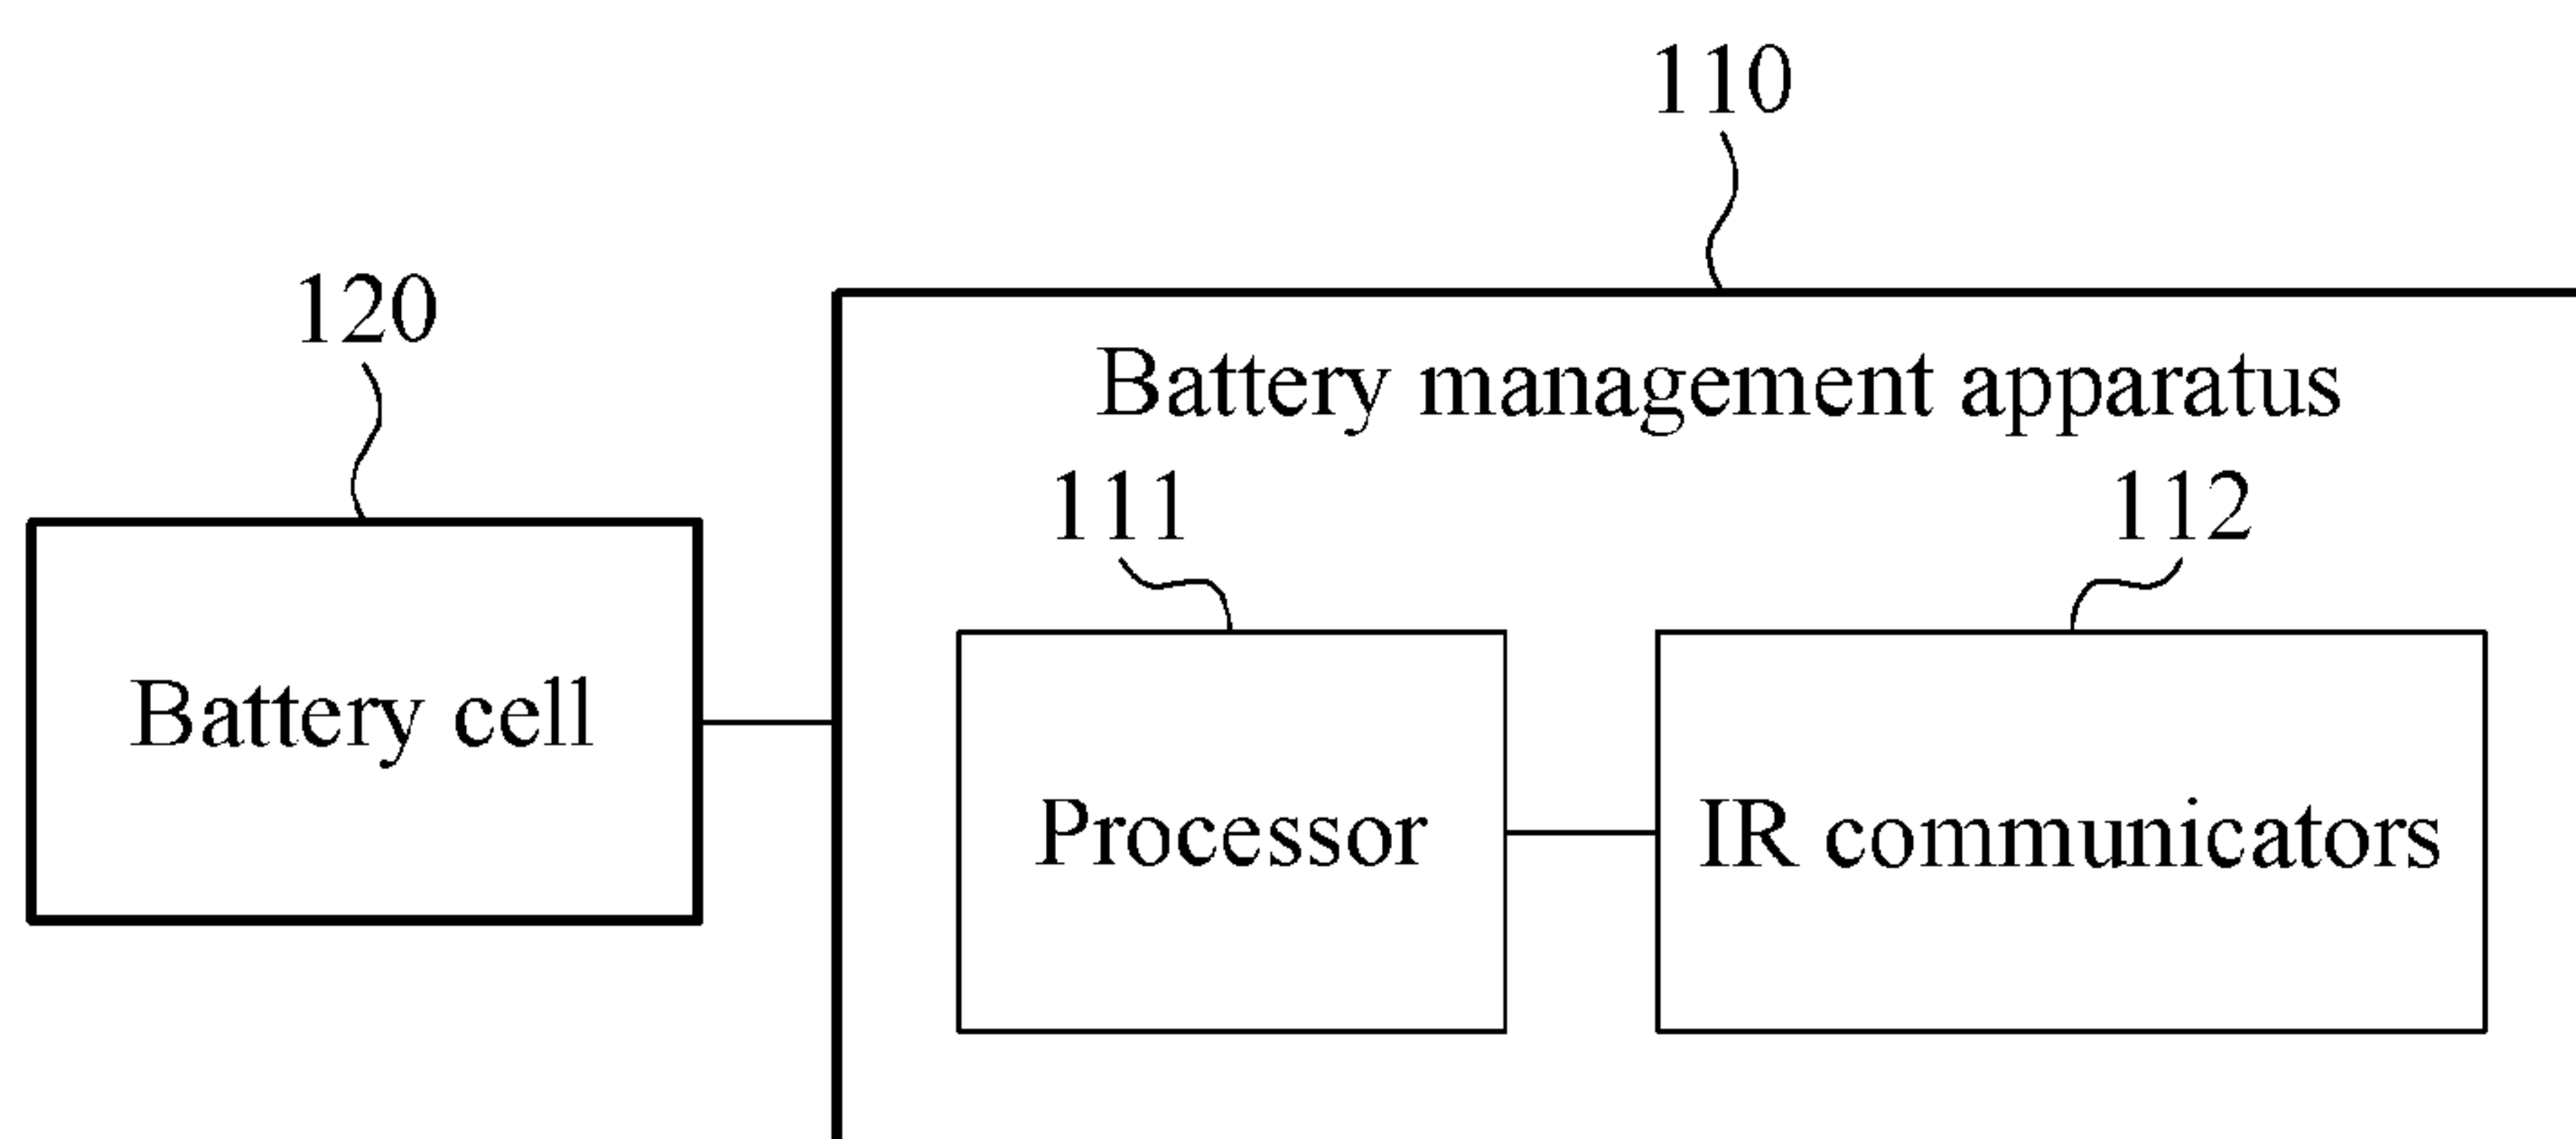 110
120
Battery management apparatus
111
112
Battery cell
Processor
IR communicators